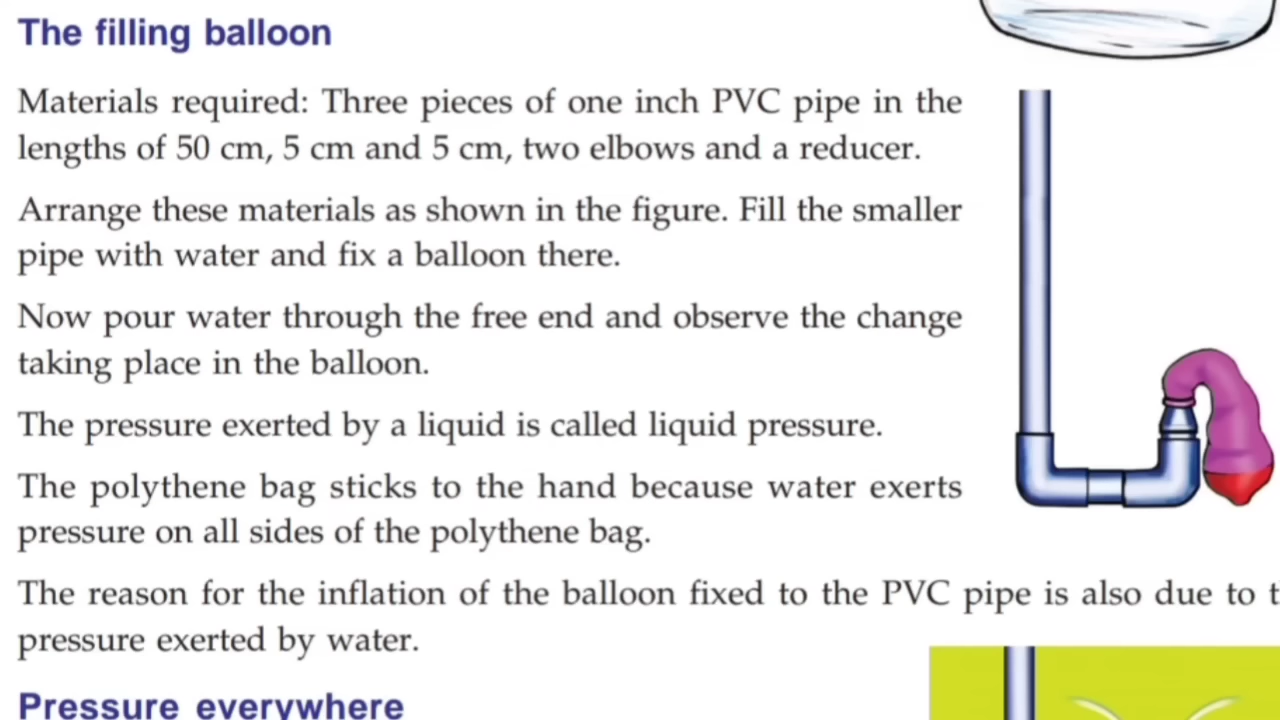 The filling balloon
Materials required: Three pieces of one inch PVC pipe in the
lengths of 50 cm, 5 cm and 5 cm, two elbows and a reducer.
Arrange these materials as shown in the figure. Fill the smaller
pipe with water and fix a balloon there.
Now pour water through the free end and observe the change
taking place in the balloon.
The pressure exerted by a liquid is called liquid pressure.
The polythene bag sticks to the hand because water exerts
pressure on all sides of the polythene bag.
The reason for the inflation of the balloon fixed to the PVC pipe is also due to t
pressure exerted by water.
Pressure everywhere